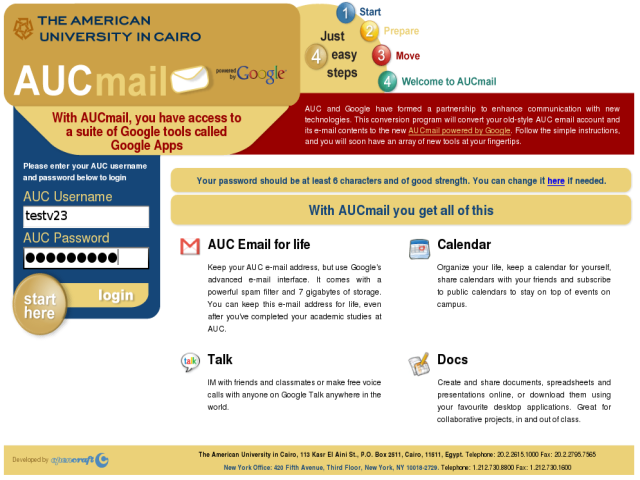 THE AMERICAN
UNIVERSITY IN CAIRO
AUCmail
powered by Google
Just
4 easy
steps
1 Start
2 Prepare
3 Move
4 Welcome to AUCmail
With AUCmail, you have access to
a suite of Google tools called
Google Apps
AUC and Google have formed a partnership to enhance communication with new
technologies. This conversion program will convert your old-style AUC email account and
its e-mail contents to the new AUCmail powered by Google. Follow the simple instructions,
and you will soon have an array of new tools at your fingertips.
Please enter your AUC username
and password below to login
AUC Username
testv23
AUC Password
start
here
login
Your password should be at least 6 characters and of good strength. You can change it here if needed.
With AUCmail you get all of this
AUC Email for life
Keep your AUC e-mail address, but use Google's
advanced e-mail interface. It comes with a
powerful spam filter and 7 gigabytes of storage.
You can keep this e-mail address for life, even
after you've completed your academic studies at
AUC.
Calendar
Organize your life, keep a calendar for yourself,
share calendars with your friends and subscribe
to public calendars to stay on top of events on
campus.
talk
Talk
IM with friends and classmates or make free voice
calls with anyone on Google Talk anywhere in the
world.
Docs
Create and share documents, spreadsheets and
presentations online, or download them using
your favourite desktop applications. Great for
collaborative projects, in and out of class.
Developed by
The American University in Cairo, 113 Kasr El Aini St., P.O. Box 2511, Cairo, 11511, Egypt. Telephone: 20.2.2615.1000 Fax: 20.2.2795.7565
New York Office: 420 Fifth Avenue, Third Floor, New York, NY 10018-2729. Telephone: 1.212.730.8800 Fax: 1.212.730.1600